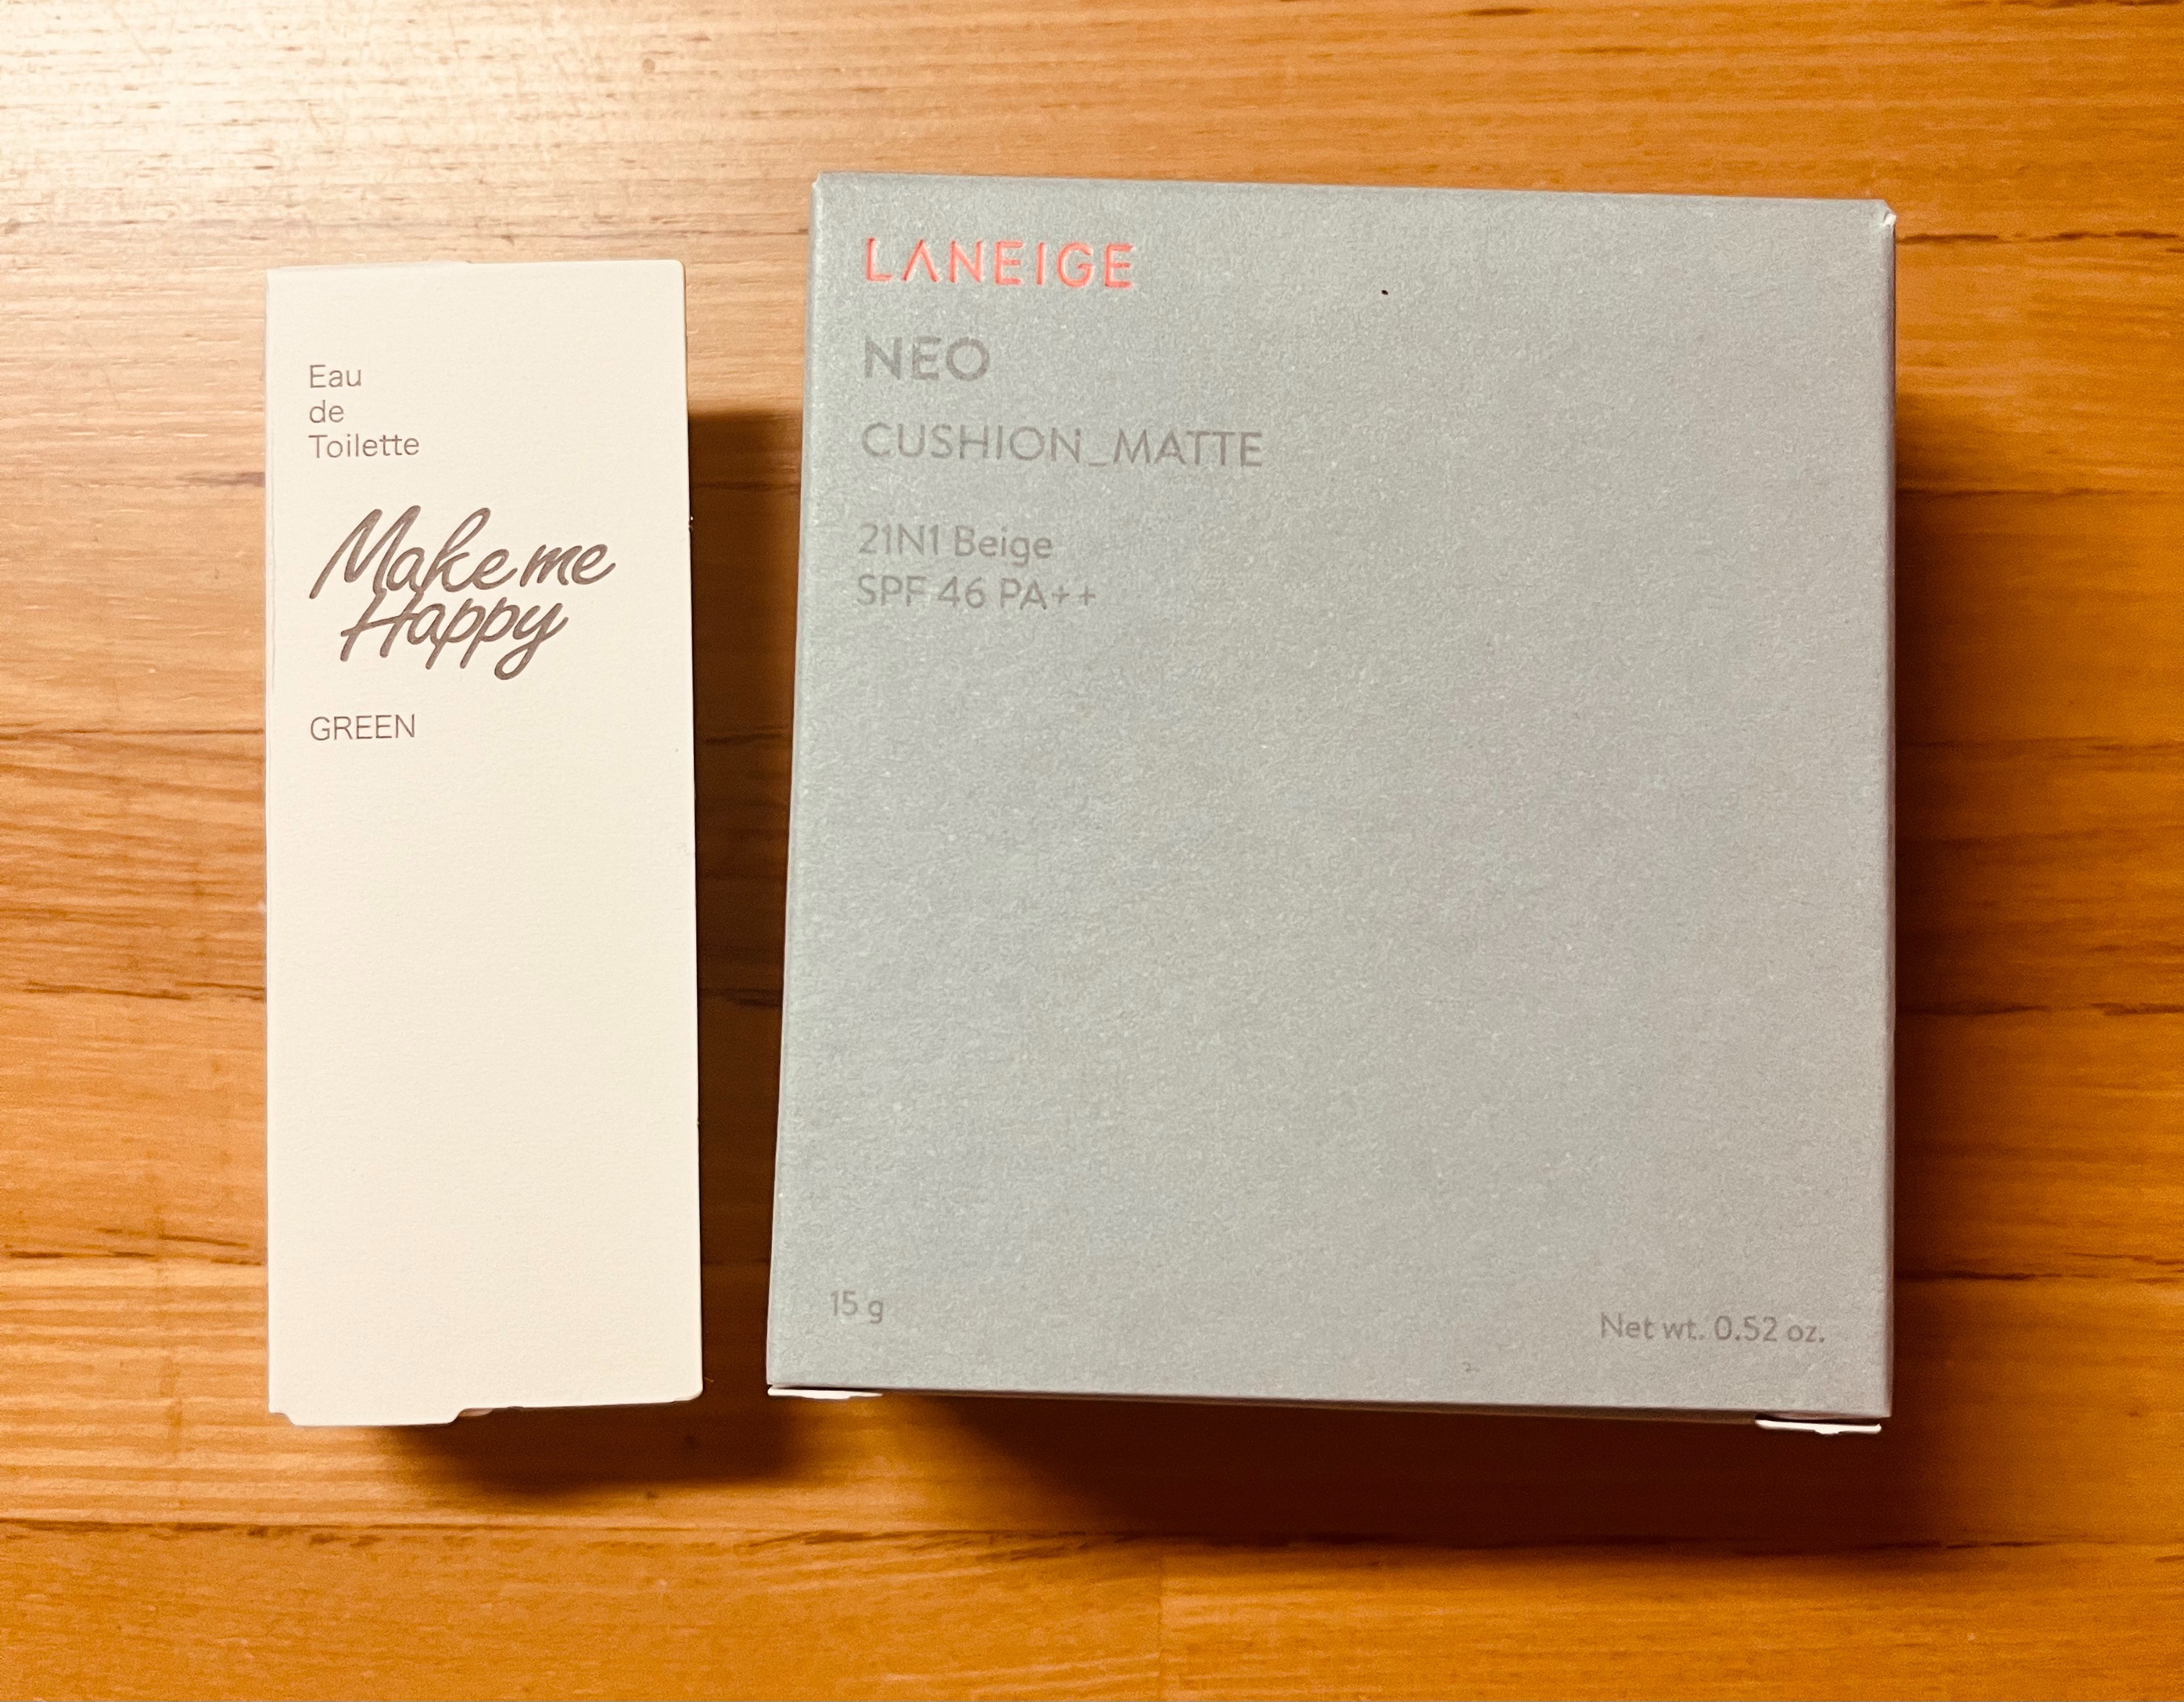 Eau
de
Toilette
Make me
Happy
GREEN
LANEIGE
NEO
CUSHION_MATTE
21N1 Beige
SPF 46 PA++
15 g
Net wt. 0.52 oz.